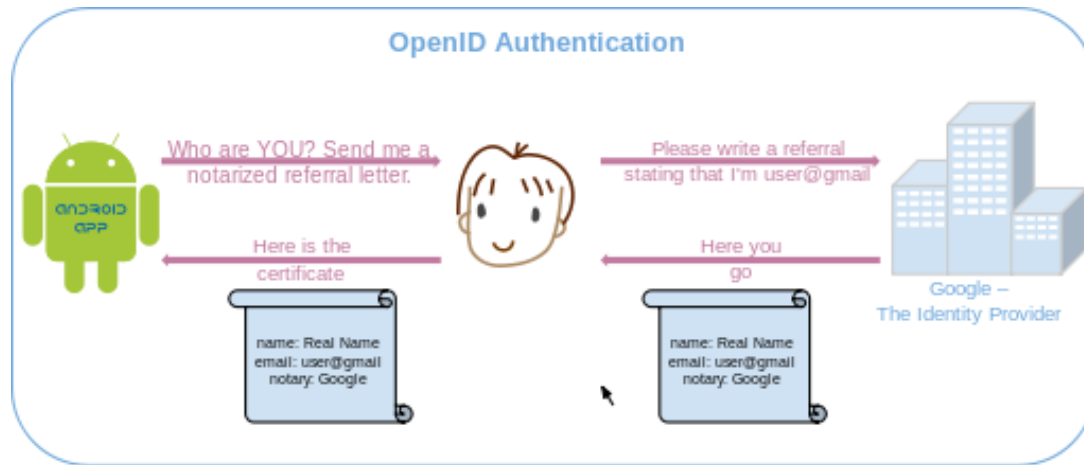 OpenID Authentication
Who are YOU? Send me a
notarized referral letter.
Please write a referral
stating that I'm user@gmail
ANDROID
APP
Here is the
certificate
Here you
go
Google –
The Identity Provider
name: Real Name
email: user@gmail
notary: Google
name: Real Name
email: user@gmail
notary: Google